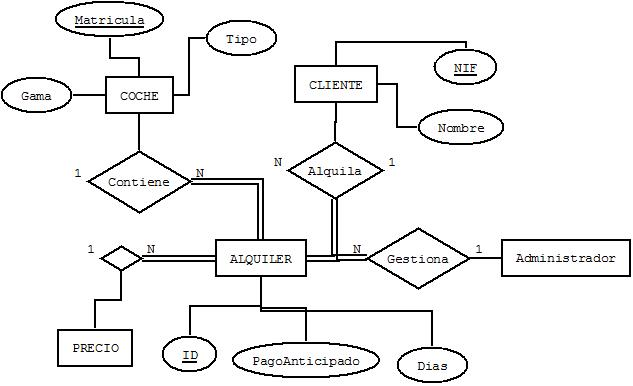 Matricula
Tipo
Gama
COCHE
CLIENTE
NIF
Nombre
1
Contiene
N
N
Alquila
1
1
N
ALQUILER
N
Gestiona
1
Administrador
PRECIO
ID
PagoAnticipado
Dias